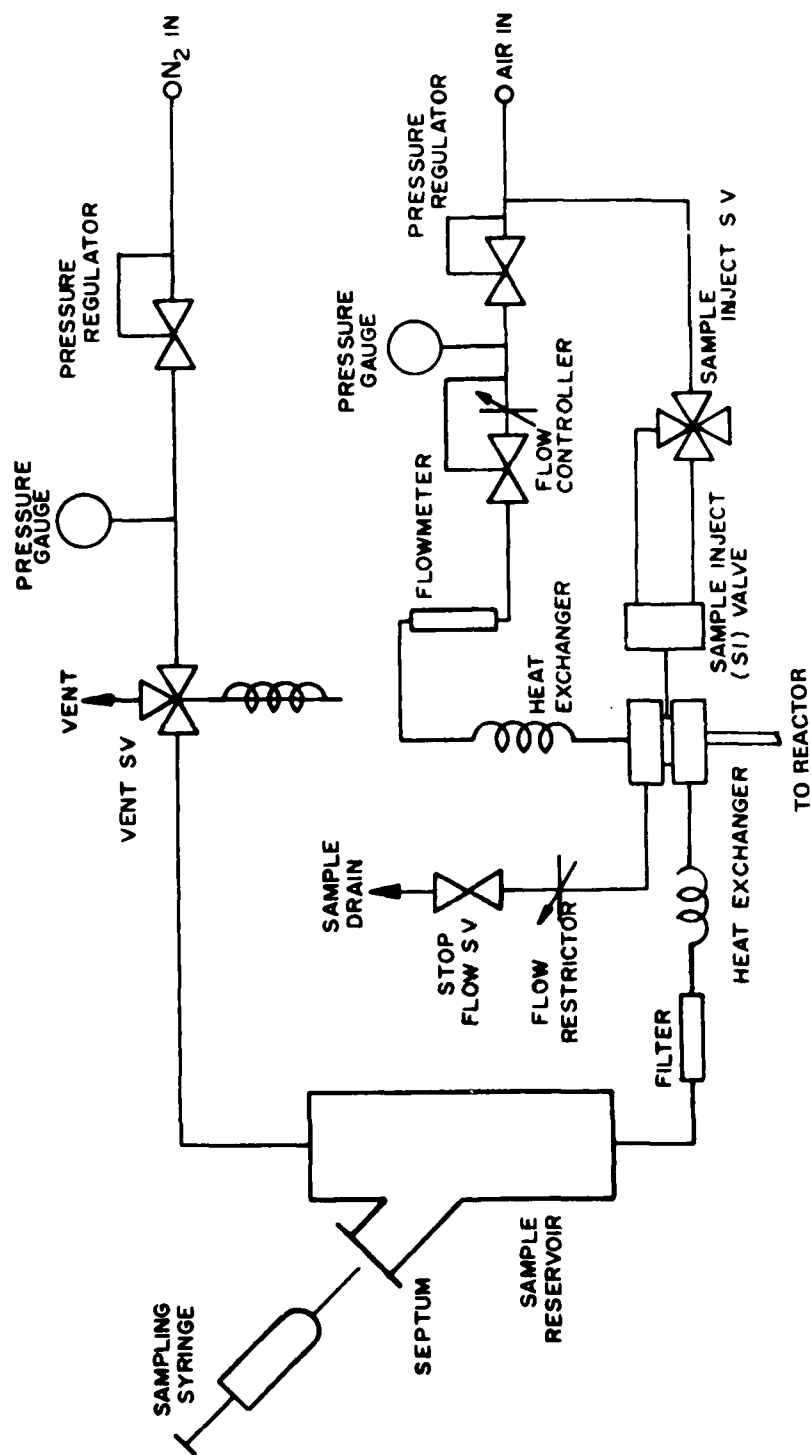 SAMPLING
SYRINGE
SEPTUM
SAMPLE
RESERVOIR
VENT
VENT SV
PRESSURE
GAUGE
PRESSURE
REGULATOR
N₂ IN
SAMPLE
DRAIN
STOP
FLOW SV
FLOW
RESTRICTOR
FILTER
HEAT EXCHANGER
TO REACTOR
HEAT
EXCHANGER
FLOWMETER
FLOW
CONTROLLER
PRESSURE
GAUGE
PRESSURE
REGULATOR
AIR IN
SAMPLE INJECT
(SI) VALVE
SAMPLE
INJECT SV